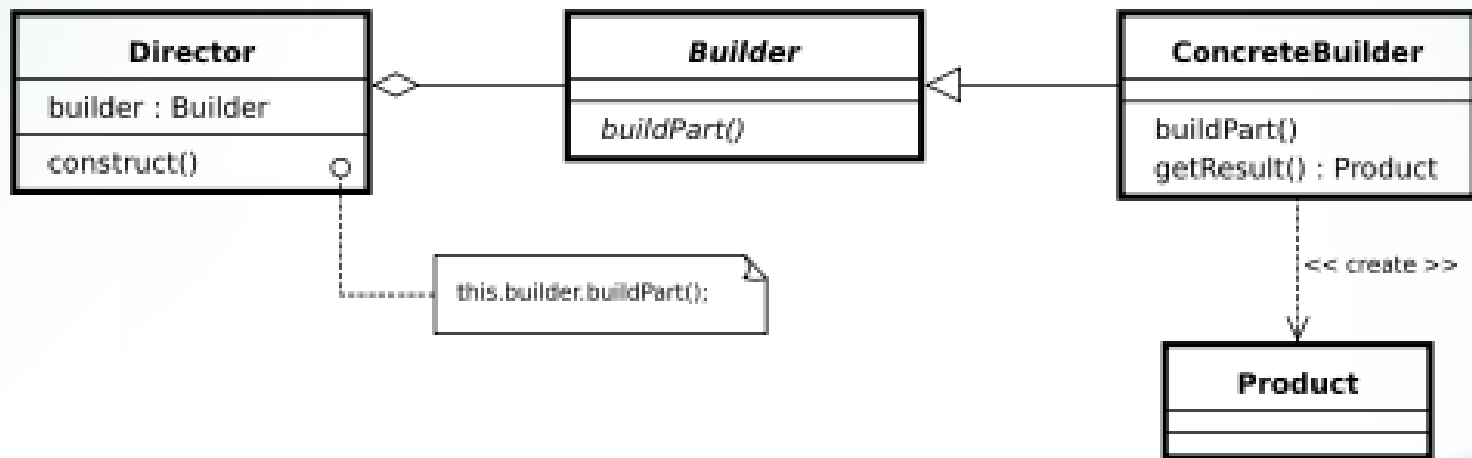 Director
builder : Builder
construct()
Builder
buildPart()
ConcreteBuilder
buildPart()
getResult() : Product
this.builder.buildPart();
<< create >>
Product